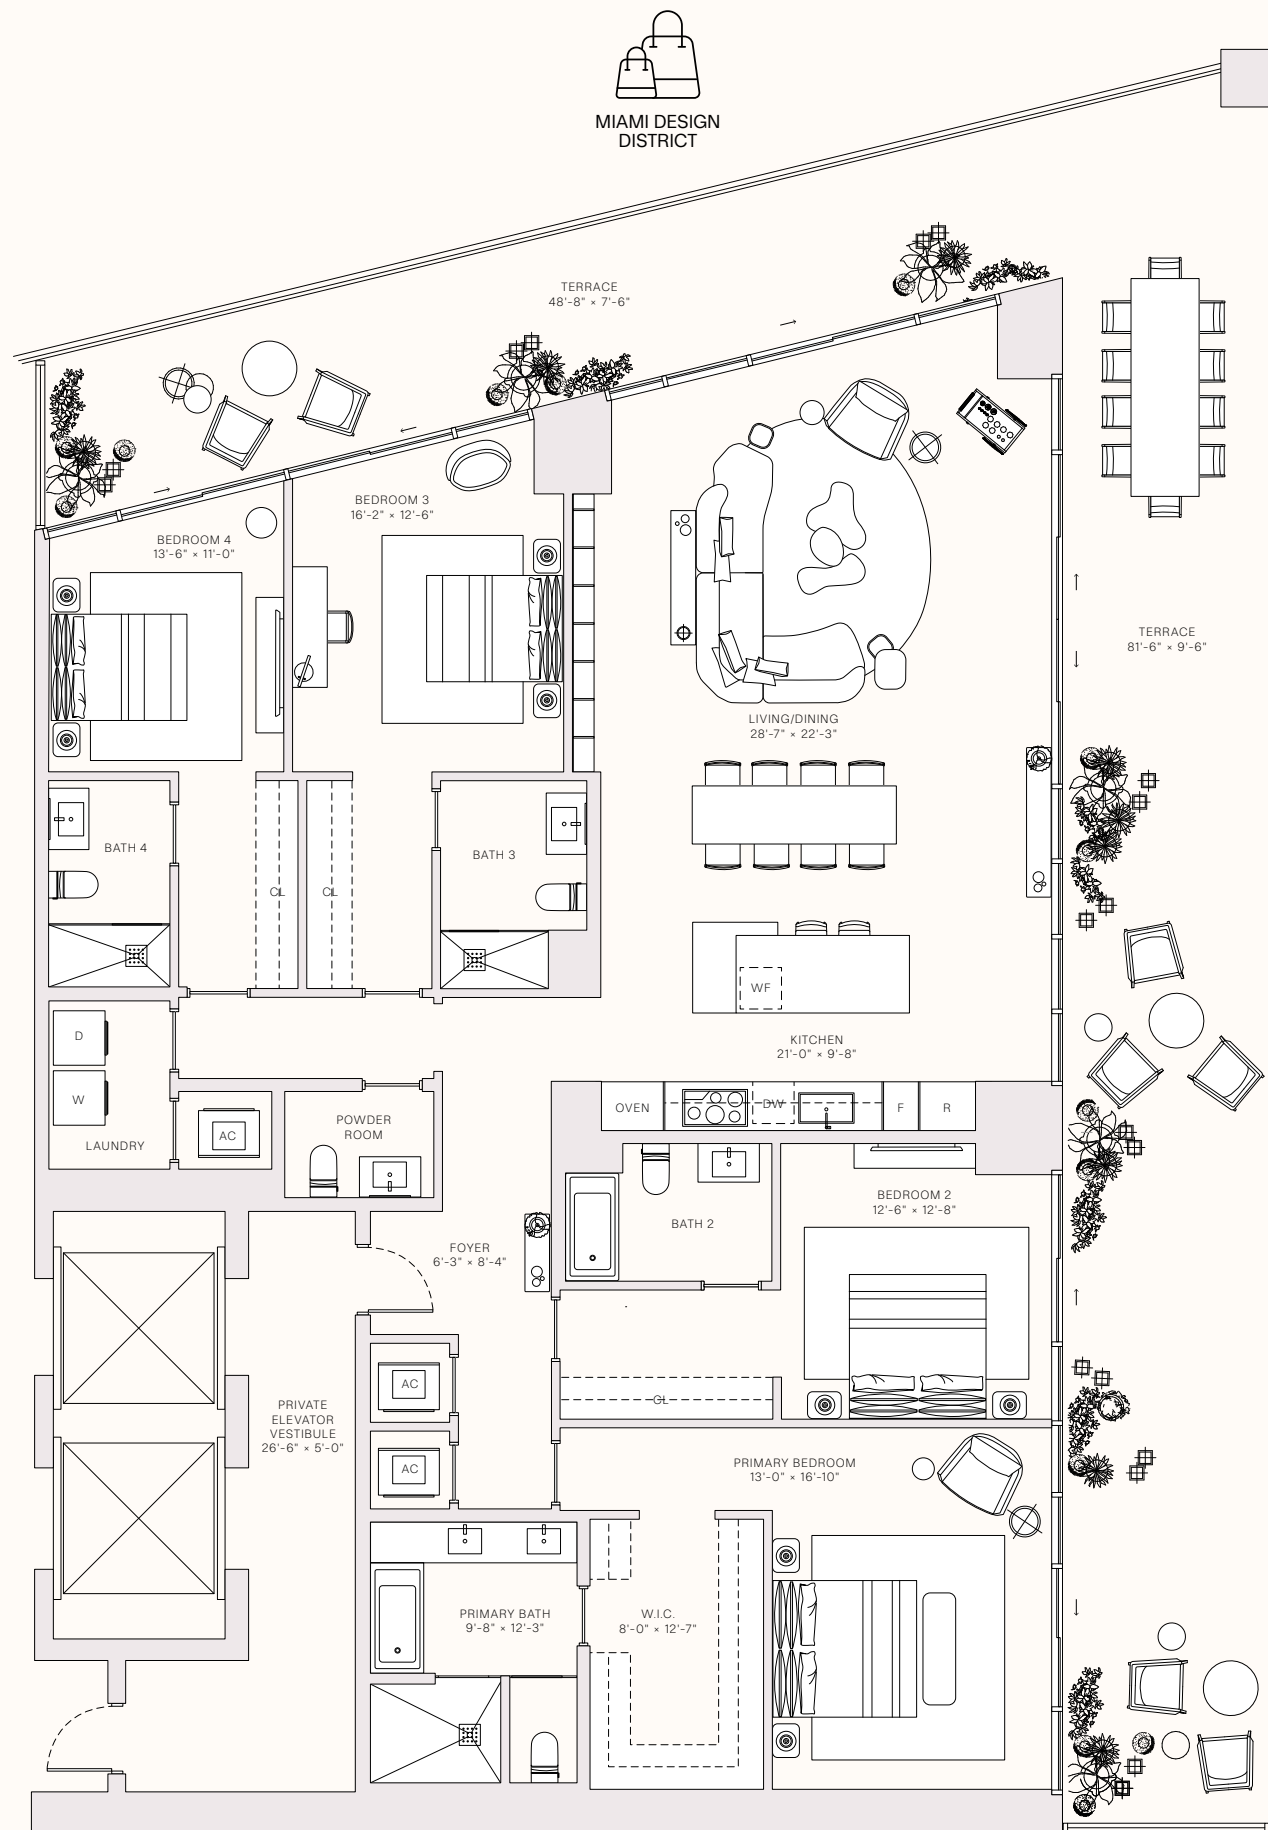 MIAMI DESIGN
DISTRICT
TERRACE
48'-8" × 7'-6"
BEDROOM 3
16'-2" × 12'-6"
BEDROOM 4
13'-6" × 11'-0"
TERRACE
81'-6" × 9'-6"
LIVING/DINING
28'-7" × 22'-3"
BATH 4
CL
CL
BATH 3
WF
D
KITCHEN
21'-0" × 9'-8"
W
LAUNDRY
AC
POWDER
ROOM
OVEN
DW
F
R
BATH 2
BEDROOM 2
12'-6" × 12'-8"
FOYER
6'-3" × 8'-4"
AC
CL
PRIVATE
ELEVATOR
VESTIBULE
26'-6" × 5'-0"
AC
PRIMARY BEDROOM
13'-0" × 16'-10"
PRIMARY BATH
9'-8" × 12'-3"
W.I.C.
8'-0" × 12'-7"